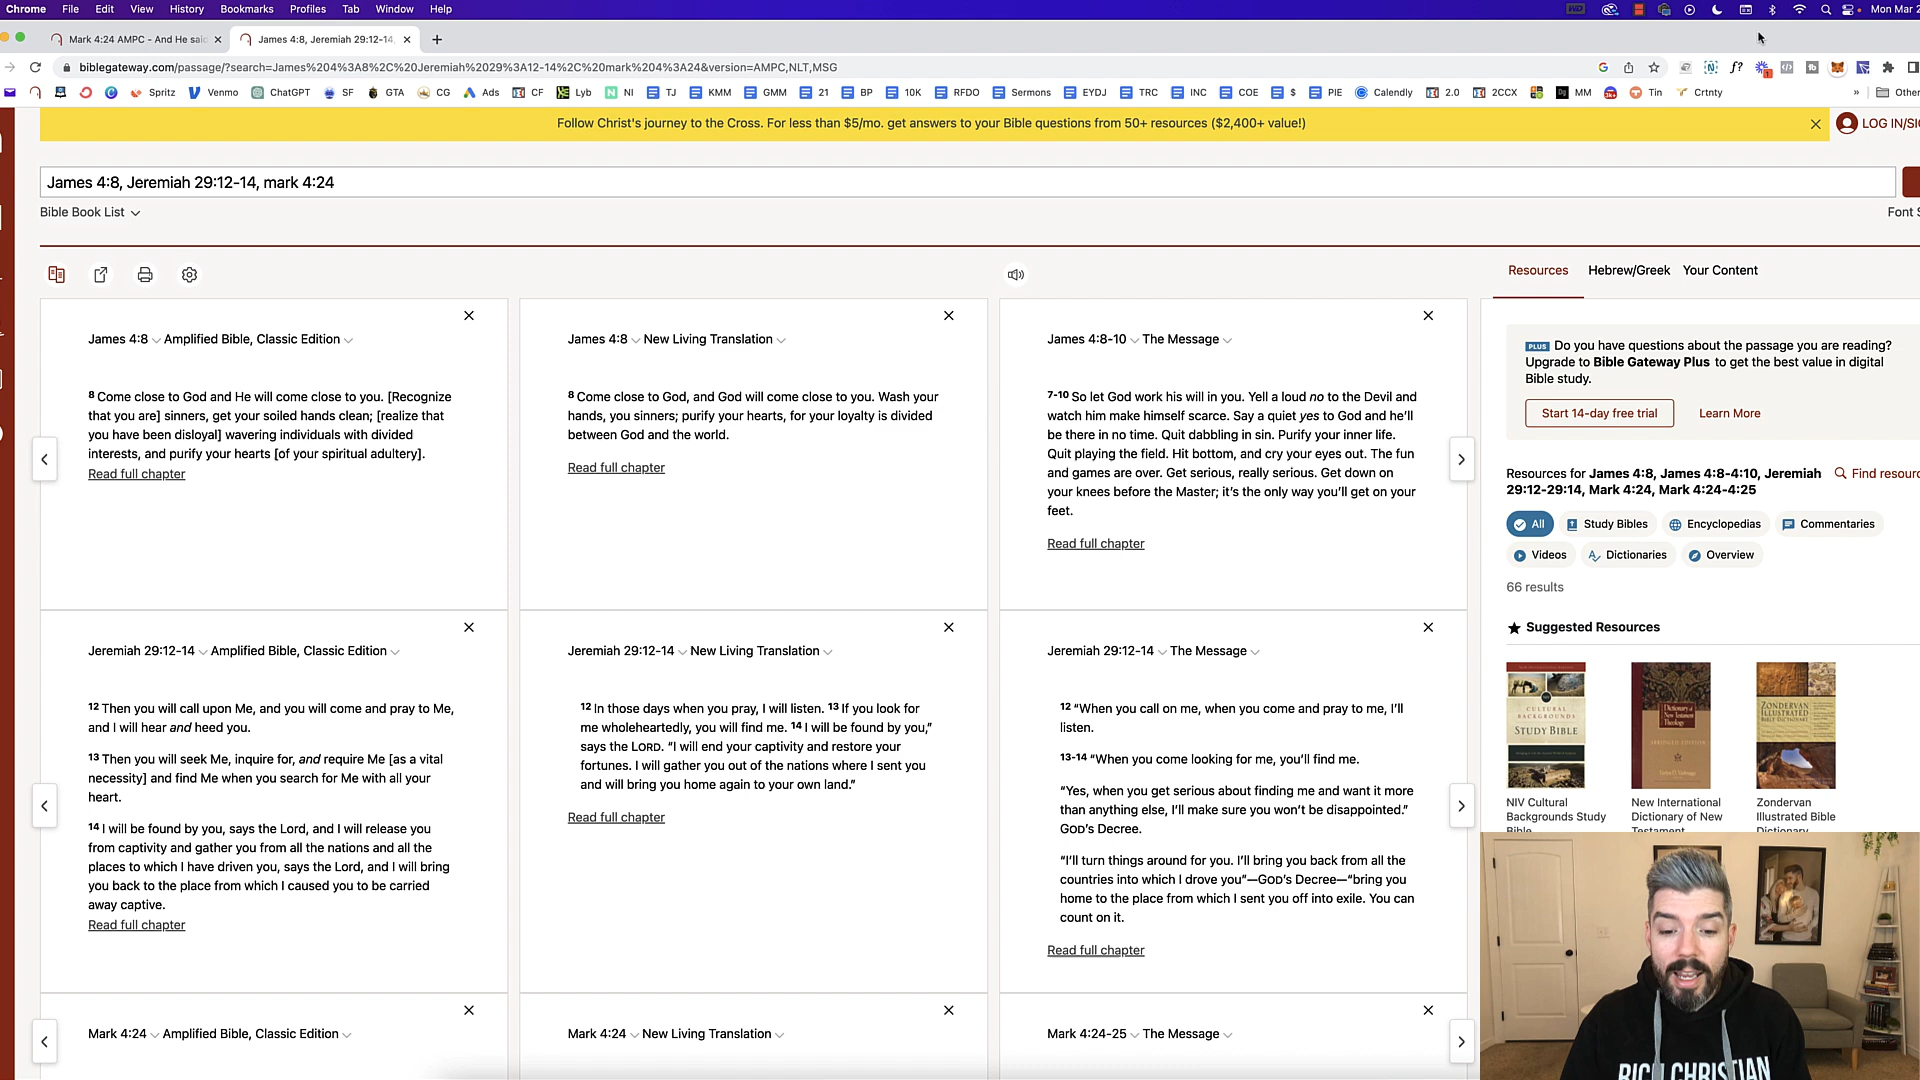 Chrome File Edit View History Bookmarks Profiles Tab Window Help Mon Mar 2
Mark 4:24 AMPC - And He said James 4:8, Jeremiah 29:12-14,
biblegateway.com/passage/?search=James%204%3A8%2C%20Jeremiah%2029%3A12-14%2C%20mark%204%3A24&version=AMPC,NLT,MSG
Spritz Venmo ChatGPT SF GTA CG Ads CF Lyb NI TJ KMM GMM 21 BP 10K RFDO Sermons EYDJ TRC INC COE $ PIE Calendly 2.0 2CCX MM Tin Crtnty » Other
Follow Christ's journey to the Cross. For less than $5/mo. get answers to your Bible questions from 50+ resources ($2,400+ value!)
LOG IN/SI
James 4:8, Jeremiah 29:12-14, mark 4:24
Bible Book List
Font S
Resources Hebrew/Greek Your Content
James 4:8 Amplified Bible, Classic Edition
8 Come close to God and He will come close to you. [Recognize
that you are] sinners, get your soiled hands clean; [realize that
you have been disloyal] wavering individuals with divided
interests, and purify your hearts [of your spiritual adultery].
Read full chapter
James 4:8 New Living Translation
8 Come close to God, and God will come close to you. Wash your
hands, you sinners; purify your hearts, for your loyalty is divided
between God and the world.
Read full chapter
James 4:8-10 The Message
7-10 So let God work his will in you. Yell a loud no to the Devil and
watch him make himself scarce. Say a quiet yes to God and he'll
be there in no time. Quit dabbling in sin. Purify your inner life.
Quit playing the field. Hit bottom, and cry your eyes out. The fun
and games are over. Get serious, really serious. Get down on
your knees before the Master; it's the only way you'll get on your
feet.
Read full chapter
Jeremiah 29:12-14 Amplified Bible, Classic Edition
12 Then you will call upon Me, and you will come and pray to Me,
and I will hear and heed you.
13 Then you will seek Me, inquire for, and require Me [as a vital
necessity] and find Me when you search for Me with all your
heart.
14 I will be found by you, says the Lord, and I will release you
from captivity and gather you from all the nations and all the
places to which I have driven you, says the Lord, and I will bring
you back to the place from which I caused you to be carried
away captive.
Read full chapter
Jeremiah 29:12-14 New Living Translation
12 In those days when you pray, I will listen. 13 If you look for
me wholeheartedly, you will find me. 14 I will be found by you,"
says the LORD. "I will end your captivity and restore your
fortunes. I will gather you out of the nations where I sent you
and will bring you home again to your own land."
Read full chapter
Jeremiah 29:12-14 The Message
12 "When you call on me, when you come and pray to me, I'll
listen.
13-14 "When you come looking for me, you'll find me.
"Yes, when you get serious about finding me and want it more
than anything else, I'll make sure you won't be disappointed."
GOD's Decree.
"I'll turn things around for you. I'll bring you back from all the
countries into which I drove you"—GOD's Decree—"bring you
home to the place from which I sent you off into exile. You can
count on it.
Read full chapter
Mark 4:24 Amplified Bible, Classic Edition
Mark 4:24 New Living Translation
Mark 4:24-25 The Message
PLUS Do you have questions about the passage you are reading?
Upgrade to Bible Gateway Plus to get the best value in digital
Bible study.
Start 14-day free trial Learn More
Resources for James 4:8, James 4:8-4:10, Jeremiah
29:12-29:14, Mark 4:24, Mark 4:24-4:25
Find resourc
All Study Bibles Encyclopedias Commentaries
Videos Dictionaries Overview
66 results
Suggested Resources
CULTURAL
BACKGROUNDS
STUDY BIBLE
ZONDERVAN
ILLUSTRATED
BIBLE DICTIONARY
NIV Cultural
Backgrounds Study
Bible
New International
Dictionary of New
Testament
Zondervan
Illustrated Bible
Dictionary
RICH CHRISTIAN